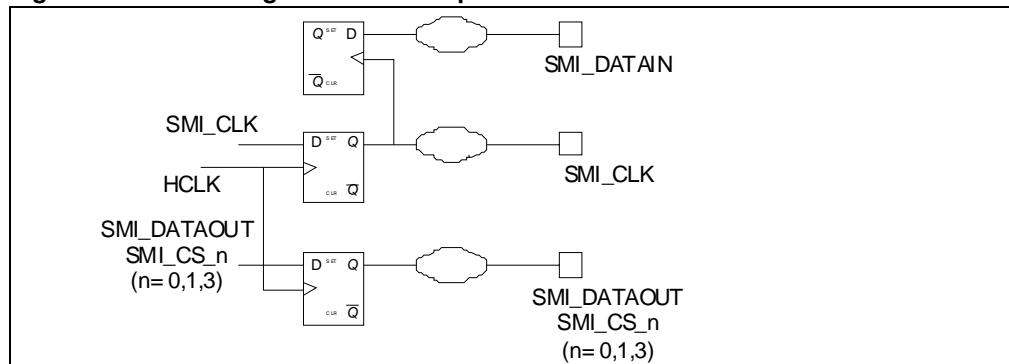 Q SET D
SMI_DATAIN
Q CLR
SMI_CLK
D SET Q
SMI_CLK
HCLK
CLR Q
SMI_DATAOUT
SMI_CS_n
(n= 0,1,3)
D SET Q
CLR Q
SMI_DATAOUT
SMI_CS_n
(n= 0,1,3)